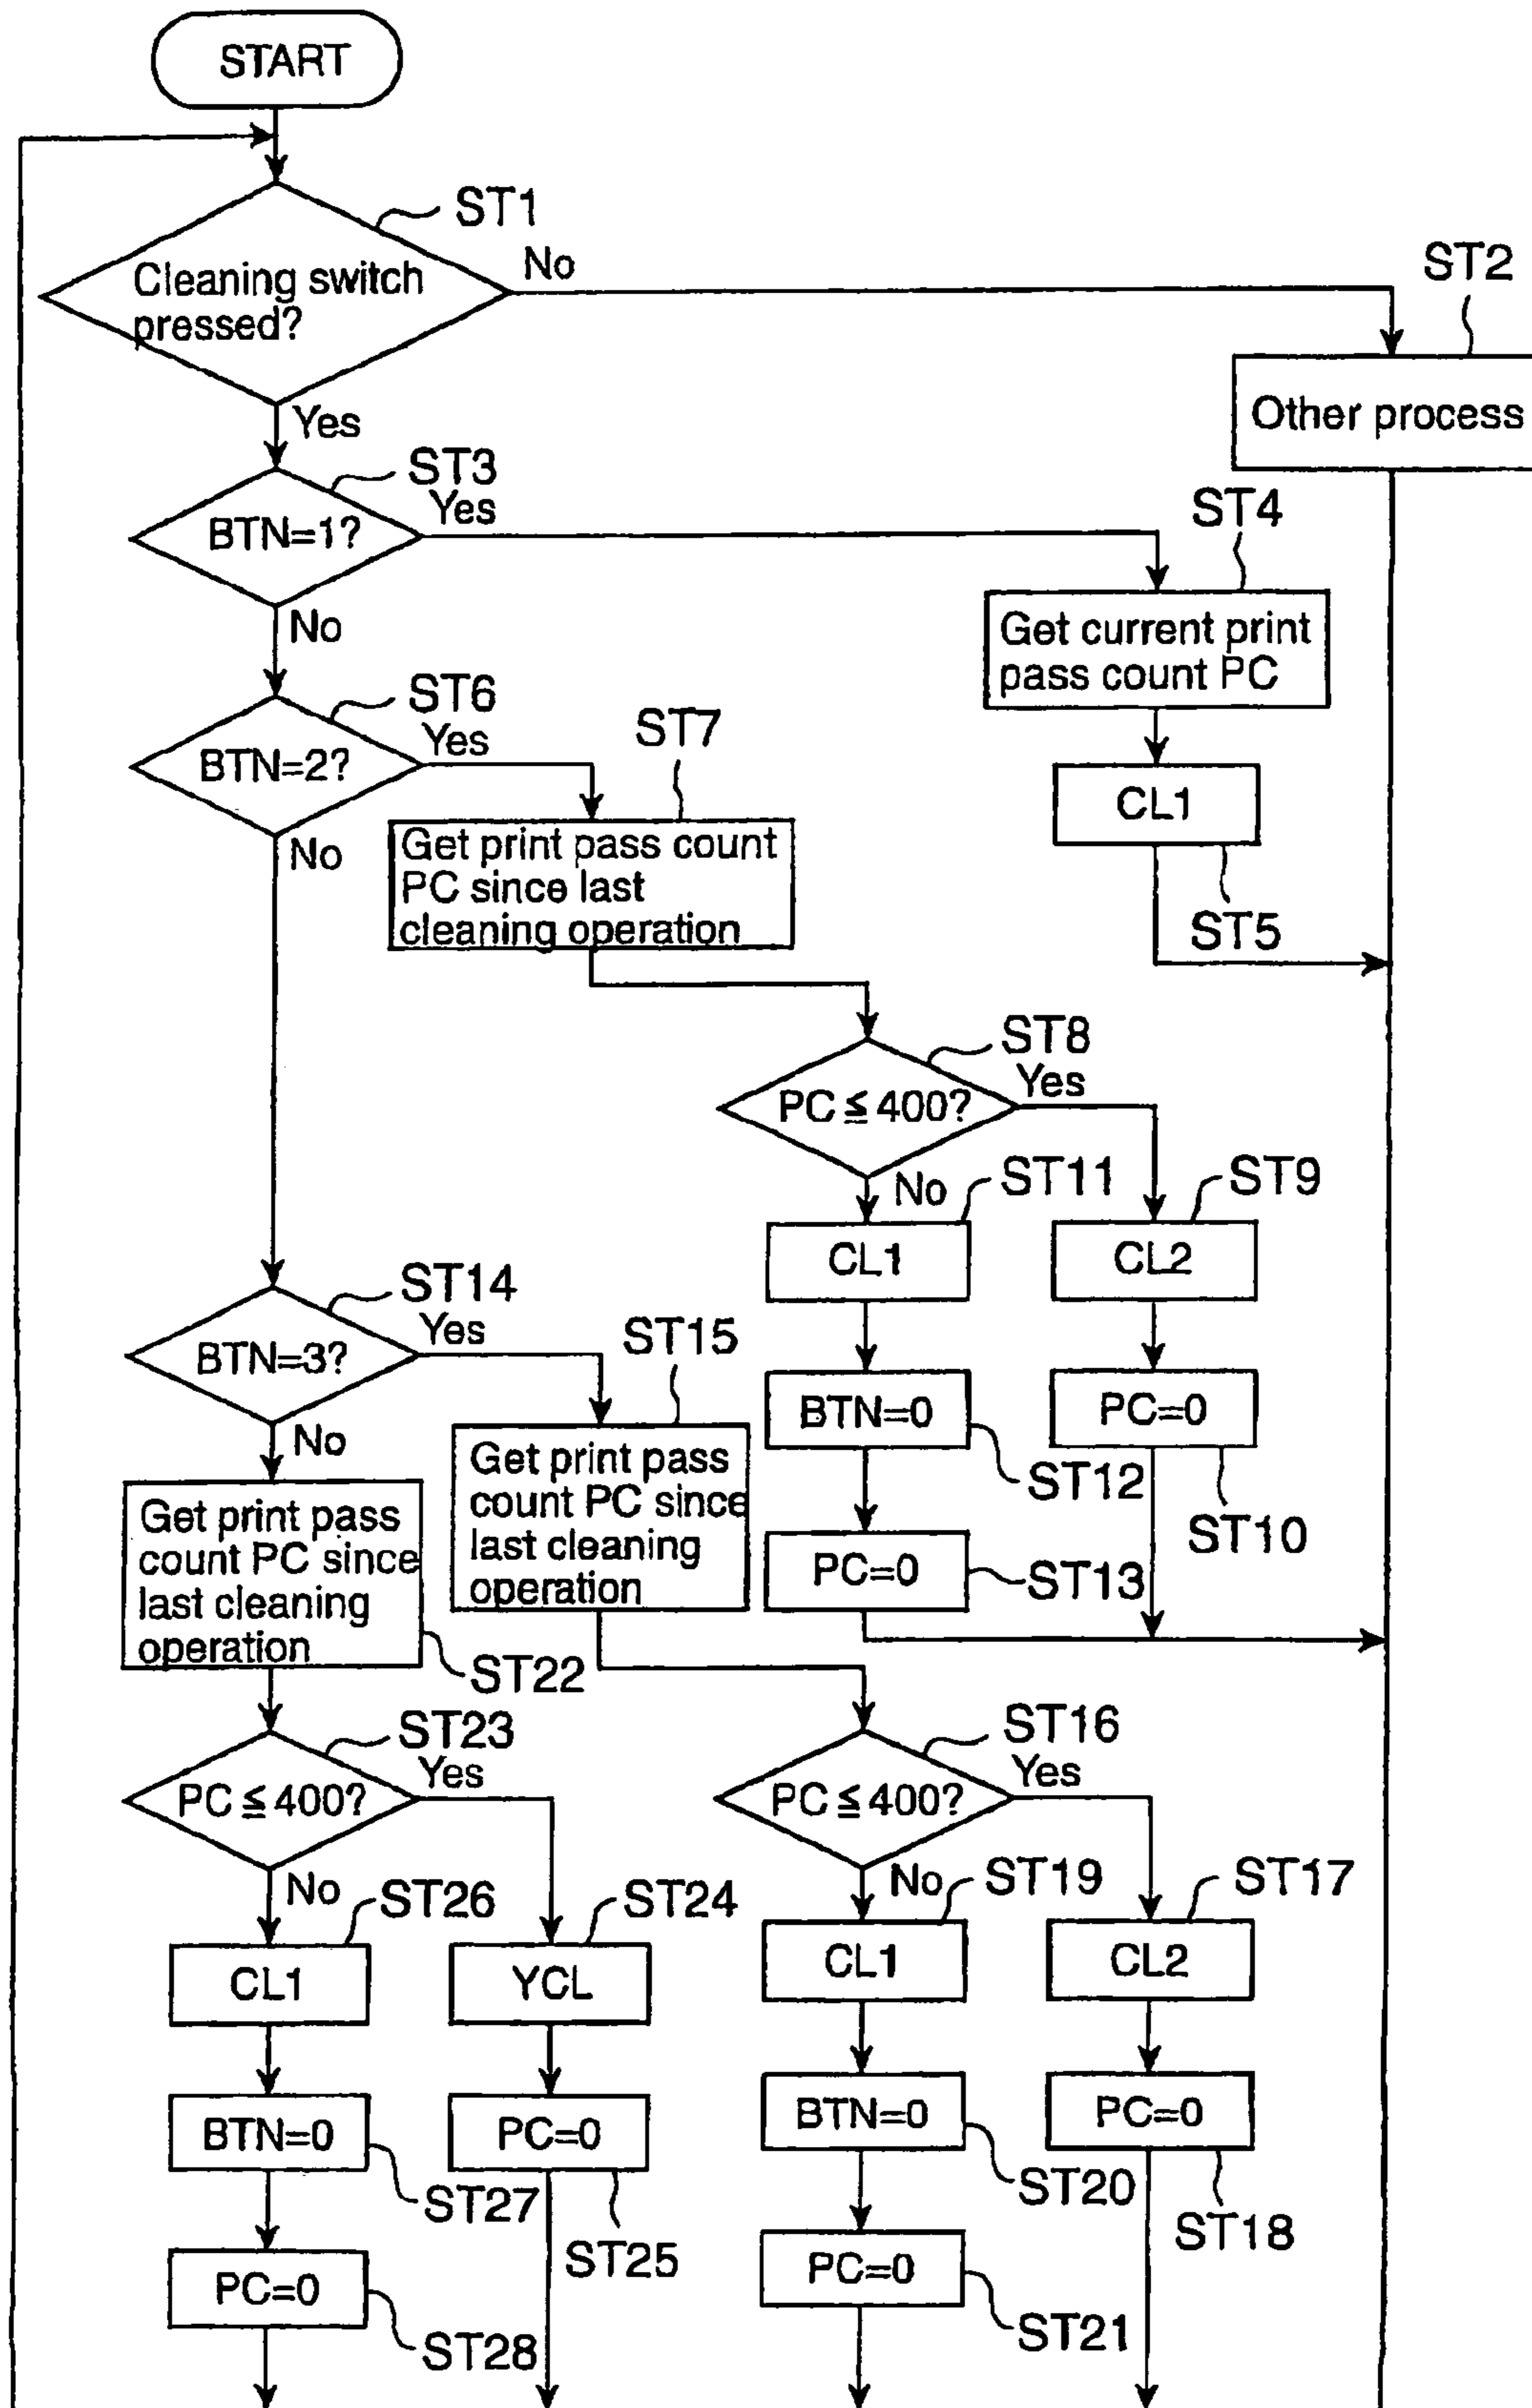 START
ST1
Cleaning switch
pressed?
No
Yes
ST2
Other process
ST3
BTN=1?
Yes
No
ST4
Get current print
pass count PC
CL1
ST5
ST6
BTN=2?
Yes
No
ST7
Get print pass count
PC since last
cleaning operation
ST8
PC≦400?
Yes
No
ST11
CL1
ST9
CL2
BTN=0
ST12
PC=0
ST10
PC=0
ST13
ST14
BTN=3?
Yes
No
ST15
Get print pass
count PC since
last cleaning
operation
Get print pass
count PC since
last cleaning
operation
ST22
ST23
PC≦400?
Yes
No
ST16
PC≦400?
Yes
No
ST26
CL1
ST24
YCL
ST19
CL1
ST17
CL2
BTN=0
ST27
PC=0
ST25
BTN=0
ST20
PC=0
ST18
PC=0
ST28
PC=0
ST21